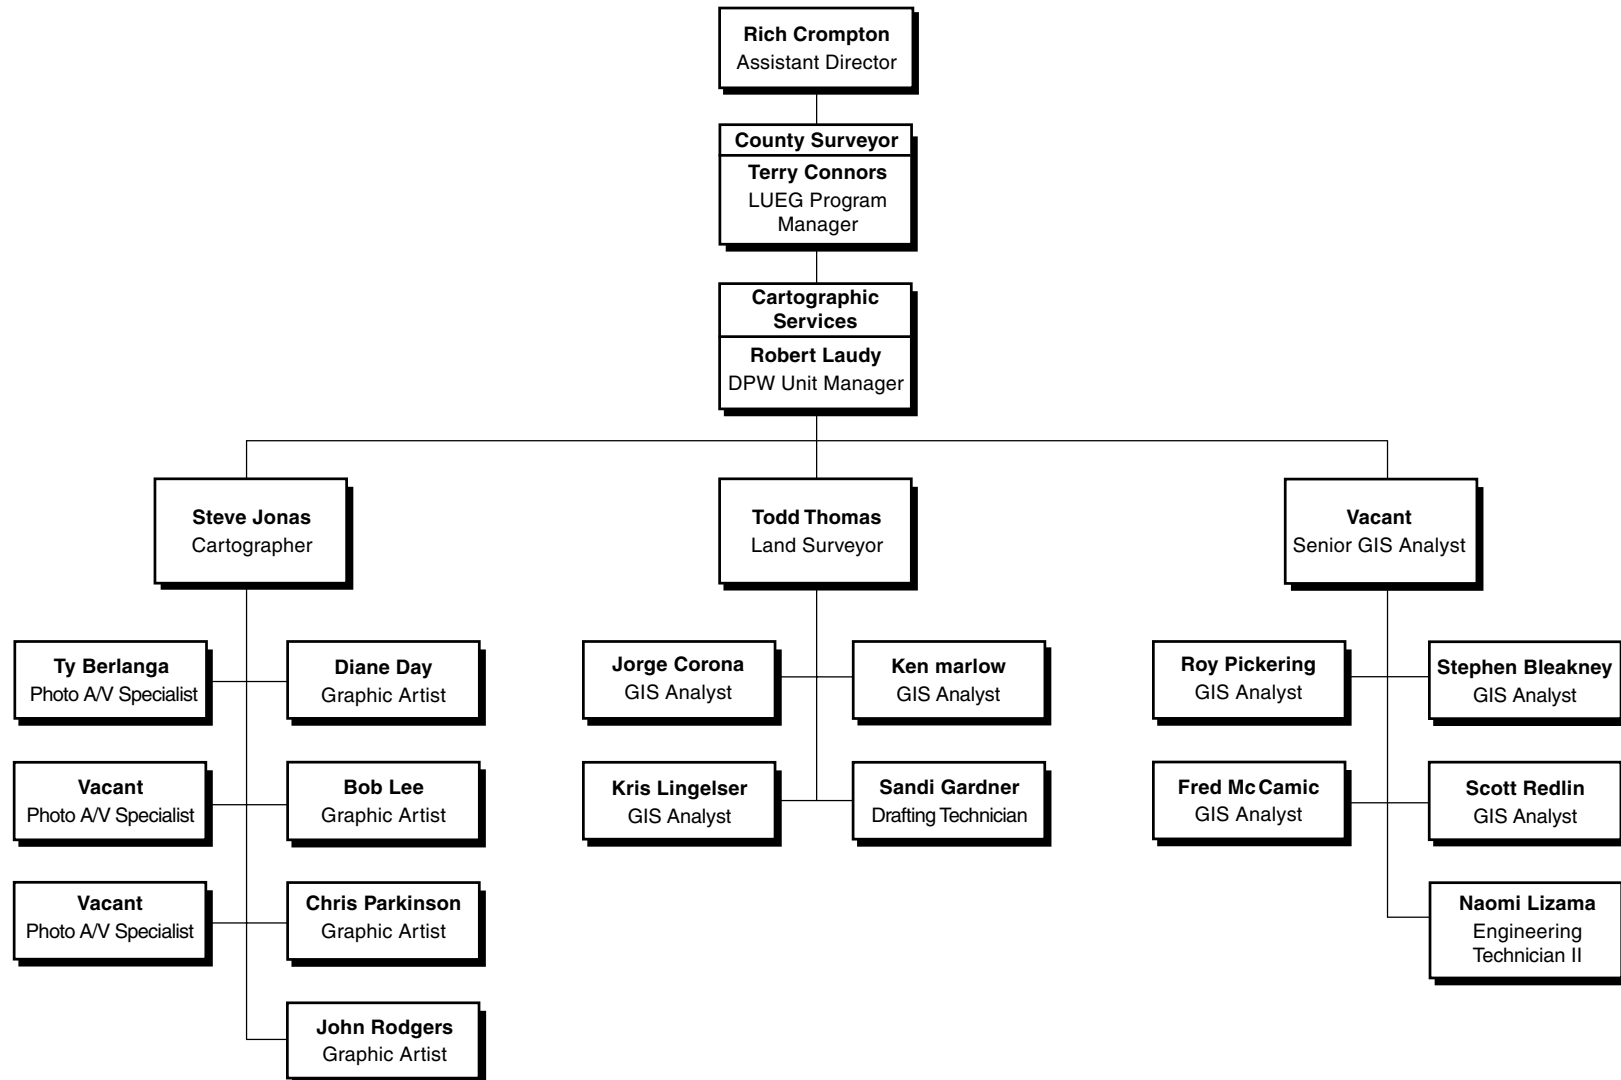 Rich Crompton
Assistant Director
County Surveyor
Terry Connors
LUEG Program
Manager
Cartographic
Services
Robert Laudy
DPW Unit Manager
Steve Jonas
Cartographer
Todd Thomas
Land Surveyor
Vacant
Senior GIS Analyst
Ty Berlanga
Photo A/V Specialist
Diane Day
Graphic Artist
Vacant
Photo A/V Specialist
Bob Lee
Graphic Artist
Vacant
Photo A/V Specialist
Chris Parkinson
Graphic Artist
John Rodgers
Graphic Artist
Jorge Corona
GIS Analyst
Ken marlow
GIS Analyst
Kris Lingelser
GIS Analyst
Sandi Gardner
Drafting Technician
Roy Pickering
GIS Analyst
Stephen Bleakney
GIS Analyst
Fred McCamic
GIS Analyst
Scott Redlin
GIS Analyst
Naomi Lizama
Engineering
Technician II